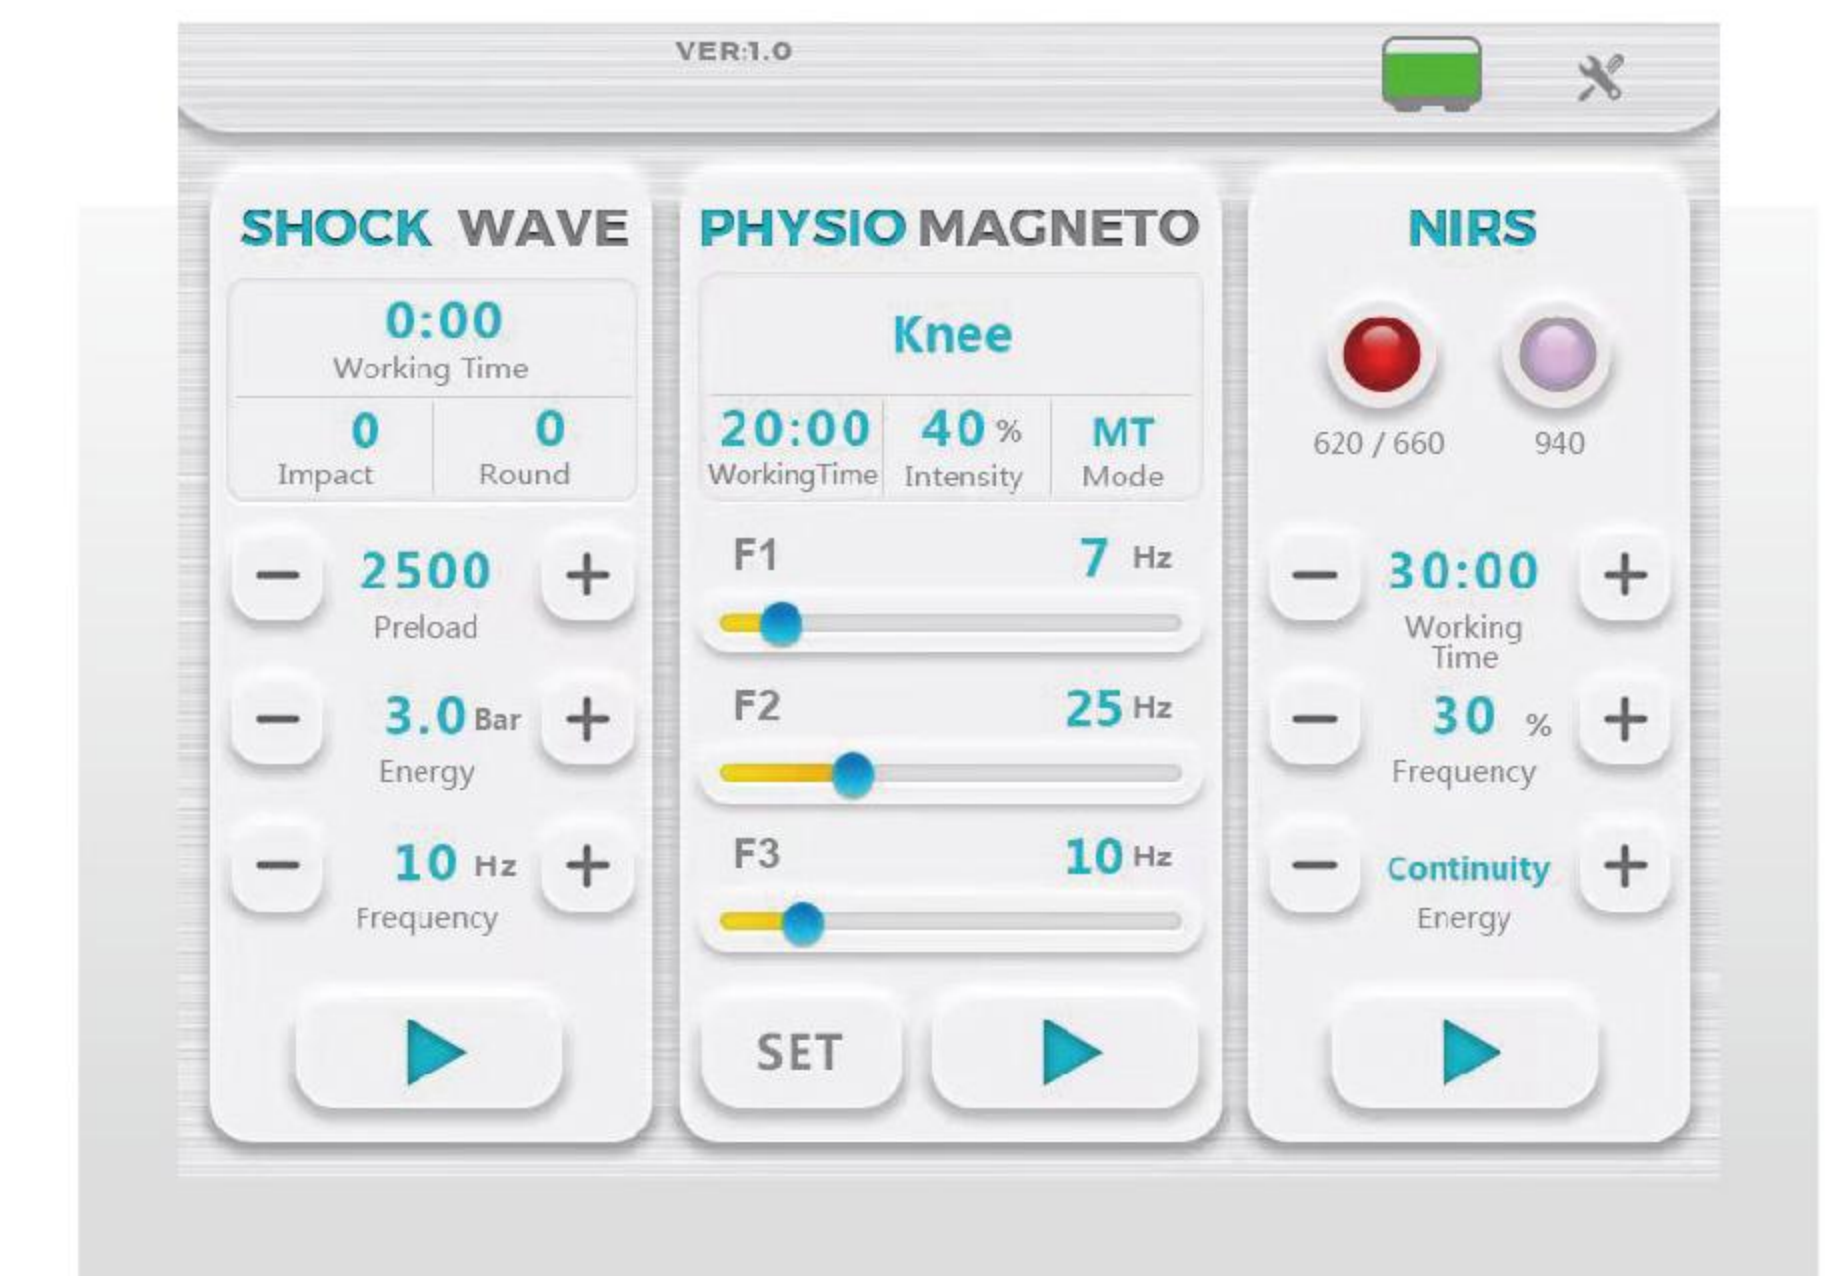 VER:1.0
SHOCK WAVE
0:00
Working Time
0
Impact
0
Round
− 2500 +
Preload
− 3.0 Bar +
Energy
− 10 Hz +
Frequency
PHYSIO MAGNETO
Knee
20:00
WorkingTime
40 %
Intensity
MT
Mode
F1 7 Hz
F2 25 Hz
F3 10 Hz
SET
NIRS
620 / 660
940
− 30:00 +
Working
Time
− 30 % +
Frequency
− Continuity +
Energy